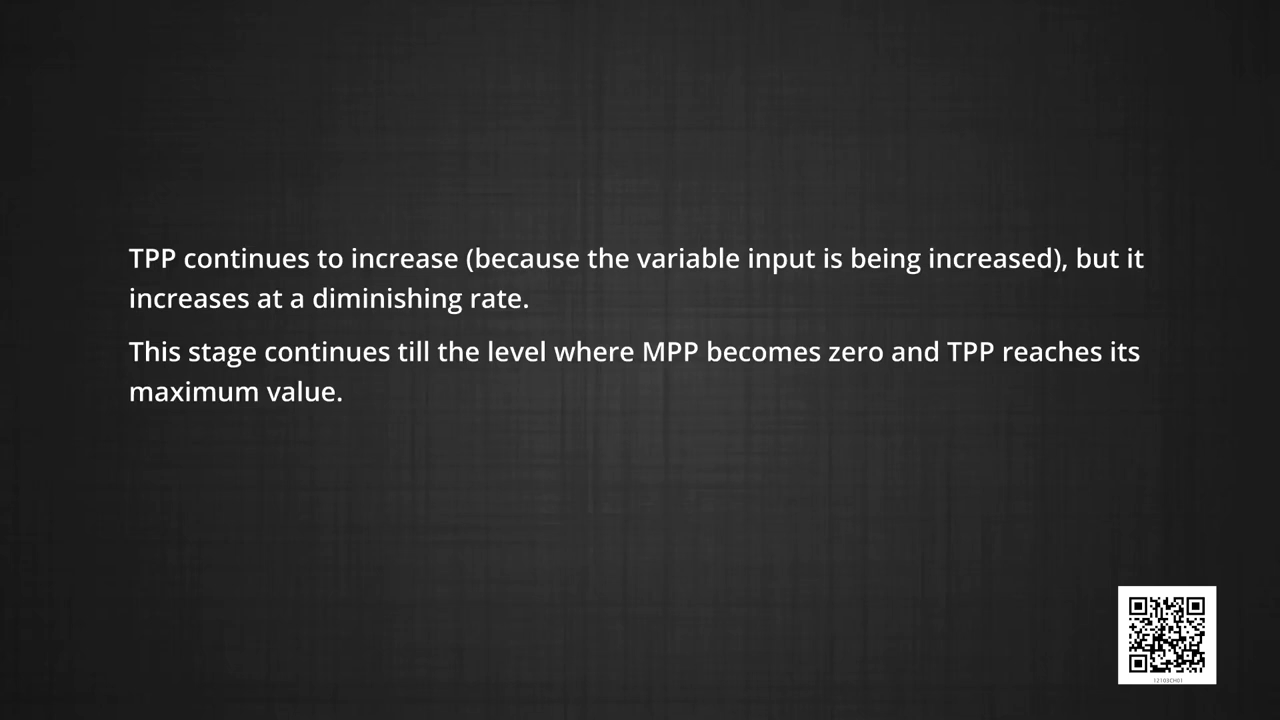 TPP continues to increase (because the variable input is being increased), but it
increases at a diminishing rate.
This stage continues till the level where MPP becomes zero and TPP reaches its
maximum value.
12103CH01